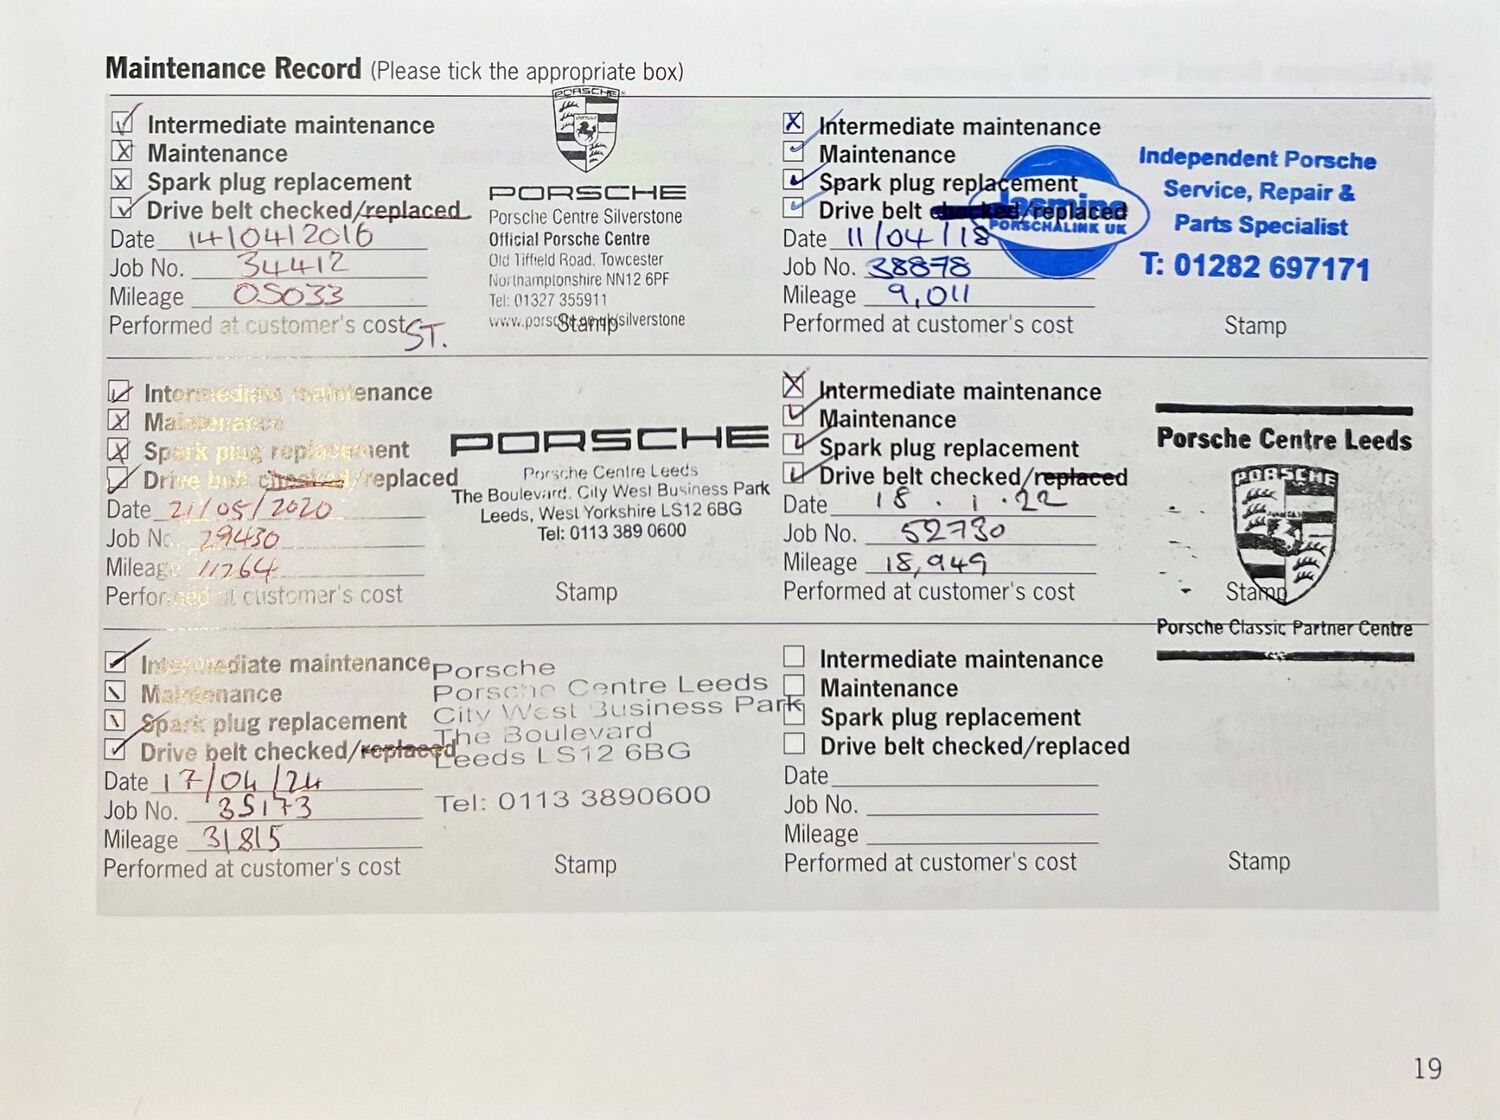 Maintenance Record (Please tick the appropriate box)
Intermediate maintenance
Maintenance
Spark plug replacement
Drive belt checked/replaced
Date 14/04/2016
Job No. 34412
Mileage 05033
Performed at customer's cost
ST.
PORSCHE
PORSCHE
Porsche Centre Silverstone
Official Porsche Centre
Old Tiffield Road. Towcester
Northamptonshire NN12 6PF
Tel: 01327 355911
Stamp
Intermediate maintenance
Maintenance
Spark plug replacement
Drive belt checked/replaced
Date 11/04/18
Job No. 38878
Mileage 9,011
Performed at customer's cost
Jasmine
PORSCHALINK UK
Independent Porsche
Service, Repair &
Parts Specialist
T: 01282 697171
Stamp
Intermediate maintenance
Maintenance
Spark plug replacement
Drive belt checked/replaced
Date 21/05/2020
Job No. 29430
Mileage 11264
Performed at customer's cost
PORSCHE
Porsche Centre Leeds
The Boulevard. City West Business Park
Leeds, West Yorkshire LS12 6BG
Tel: 0113 389 0600
Stamp
Intermediate maintenance
Maintenance
Spark plug replacement
Drive belt checked/replaced
Date 18.1.22
Job No. 52730
Mileage 18,949
Performed at customer's cost
Porsche Centre Leeds
PORSCHE
Stamp
Porsche Classic Partner Centre
Intermediate maintenance
Maintenance
Spark plug replacement
Drive belt checked/replaced
Date 17/04/24
Job No. 35173
Mileage 31815
Performed at customer's cost
Porsche
Porsche Centre Leeds
City West Business Park
The Boulevard
Leeds LS12 6BG
Tel: 0113 3890600
Stamp
Intermediate maintenance
Maintenance
Spark plug replacement
Drive belt checked/replaced
Date
Job No.
Mileage
Performed at customer's cost
Stamp
19